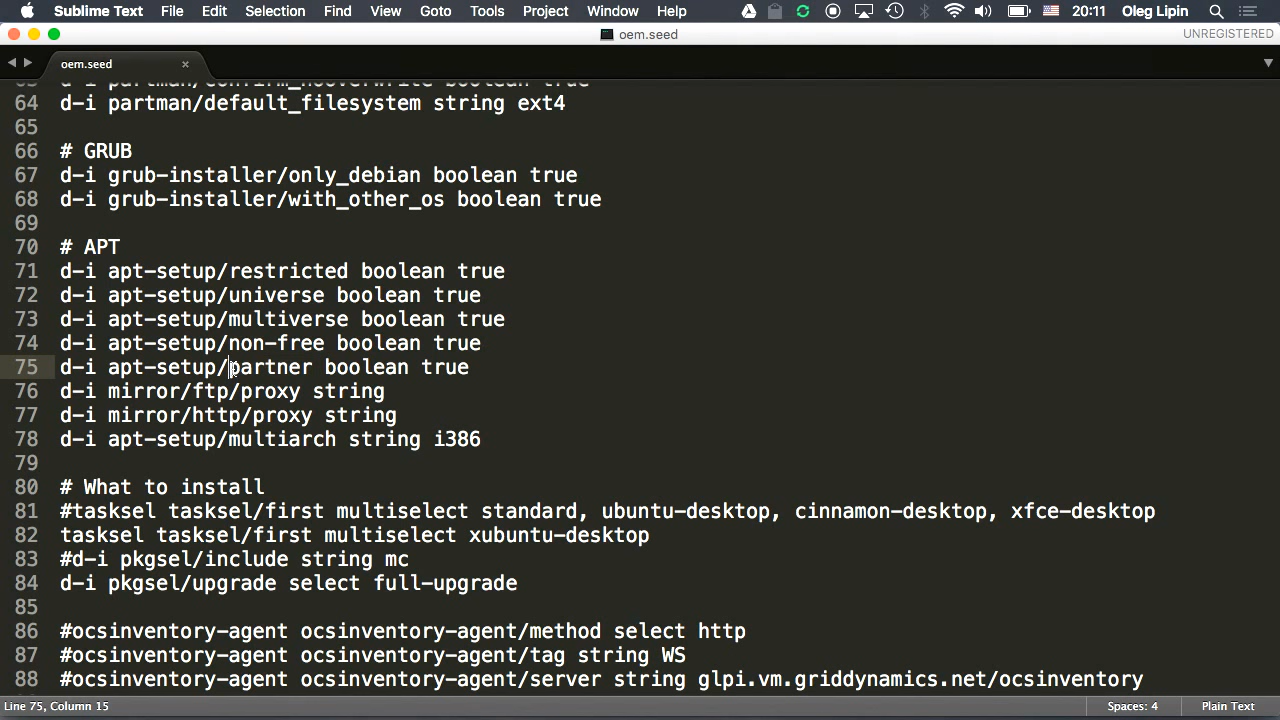 Sublime Text File Edit Selection Find View Goto Tools Project Window Help 20:11 Oleg Lipin
oem.seed UNREGISTERED
oem.seed ×
63 d-i partman/confirm_nooverwrite boolean true
64 d-i partman/default_filesystem string ext4
65
66 # GRUB
67 d-i grub-installer/only_debian boolean true
68 d-i grub-installer/with_other_os boolean true
69
70 # APT
71 d-i apt-setup/restricted boolean true
72 d-i apt-setup/universe boolean true
73 d-i apt-setup/multiverse boolean true
74 d-i apt-setup/non-free boolean true
75 d-i apt-setup/partner boolean true
76 d-i mirror/ftp/proxy string
77 d-i mirror/http/proxy string
78 d-i apt-setup/multiarch string i386
79
80 # What to install
81 #tasksel tasksel/first multiselect standard, ubuntu-desktop, cinnamon-desktop, xfce-desktop
82 tasksel tasksel/first multiselect xubuntu-desktop
83 #d-i pkgsel/include string mc
84 d-i pkgsel/upgrade select full-upgrade
85
86 #ocsinventory-agent ocsinventory-agent/method select http
87 #ocsinventory-agent ocsinventory-agent/tag string WS
88 #ocsinventory-agent ocsinventory-agent/server string glpi.vm.griddynamics.net/ocsinventory
Line 75, Column 15 Spaces: 4 Plain Text